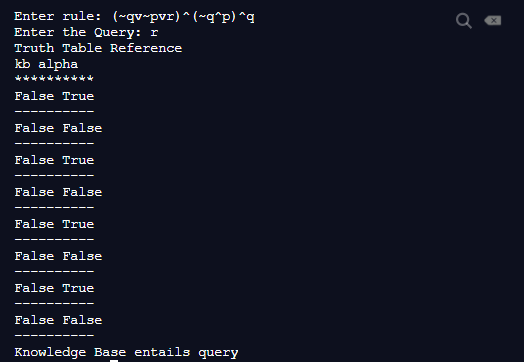 Enter rule: (~qv~pvr)^(~q^p)^q
Enter the Query: r
Truth Table Reference
kb alpha
**********
False True
----------
False False
----------
False True
----------
False False
----------
False True
----------
False False
----------
False True
----------
False False
----------
Knowledge Base entails query